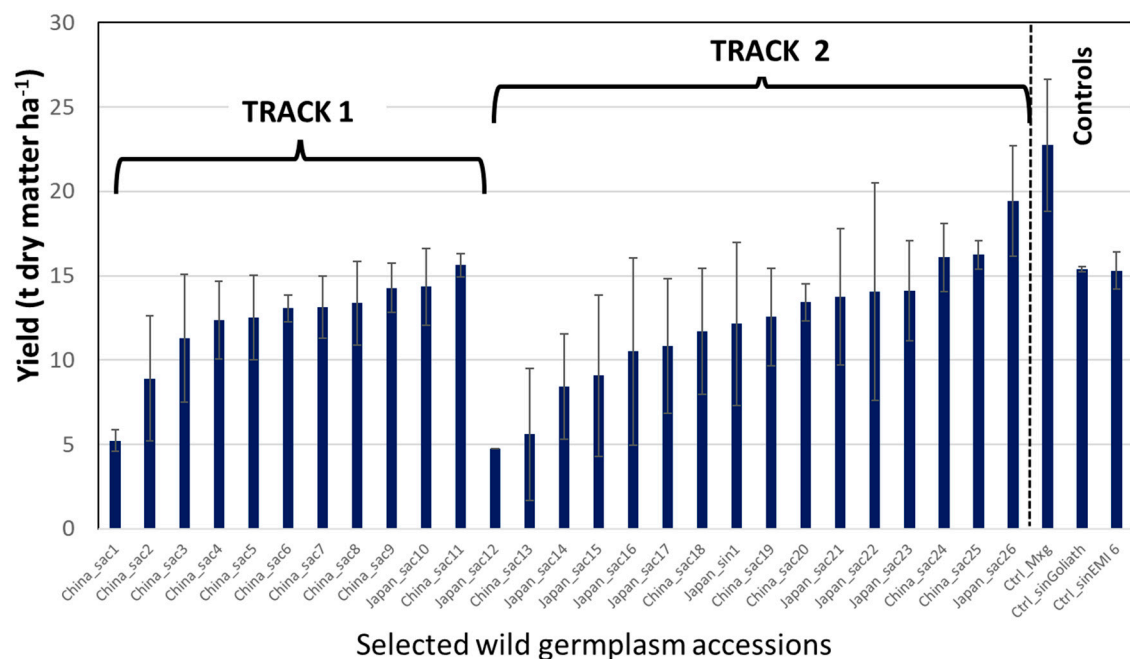 30
25
20
15
10
5
0
Yield (t dry matter ha⁻¹)
TRACK 1
TRACK 2
Controls
China_sac1
China_sac2
China_sac3
China_sac4
China_sac5
China_sac6
China_sac7
China_sac8
China_sac9
Japan_sac10
China_sac11
Japan_sac12
China_sac13
Japan_sac14
Japan_sac15
Japan_sac16
Japan_sac17
China_sac18
Japan_sin1
China_sac19
China_sac20
Japan_sac21
Japan_sac22
Japan_sac23
China_sac24
China_sac25
Japan_sac26
Ctrl_Mxg
Ctrl_sinGoliath
Ctrl_sinEMI 6
Selected wild germplasm accessions